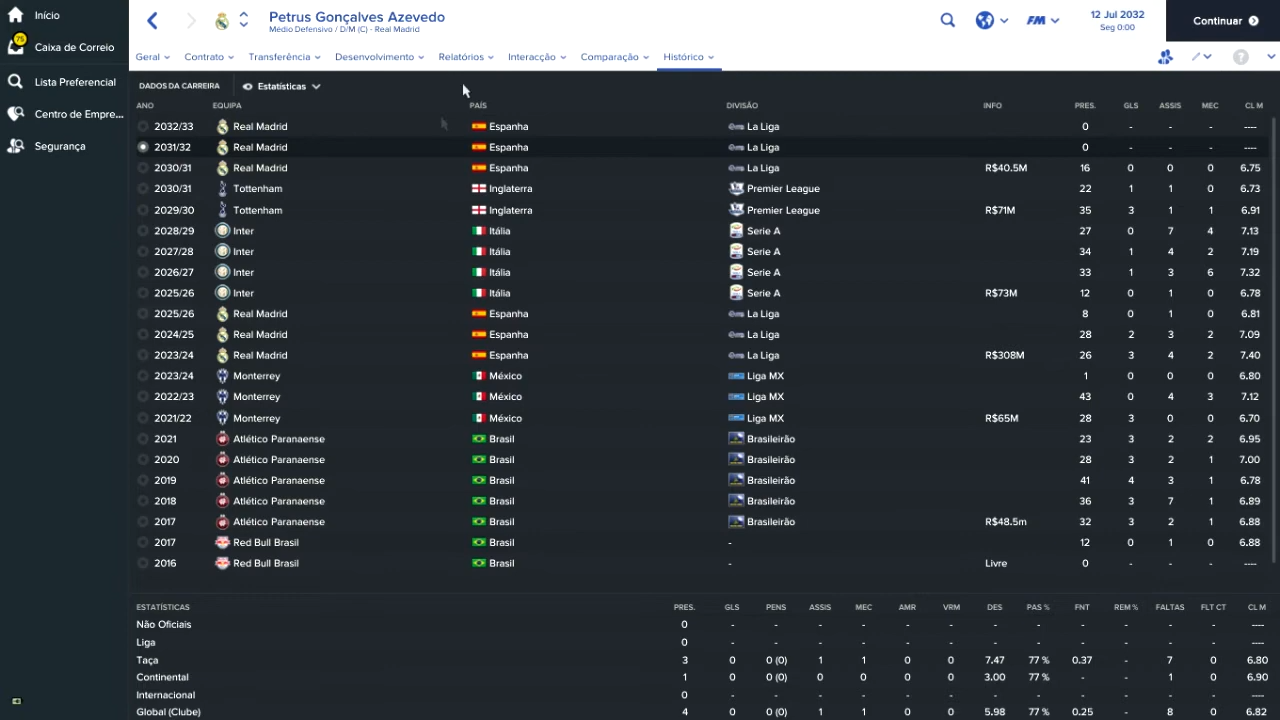 Início
75
Caixa de Correio
Lista Preferencial
Centro de Empre...
Segurança
Petrus Gonçalves Azevedo
Médio Defensivo / D/M (C) - Real Madrid
FM
12 Jul 2032
Seg 0:00
Continuar
Geral Contrato Transferência Desenvolvimento Relatórios Interacção Comparação Histórico
?
DADOS DA CARREIRA Estatísticas
ANO EQUIPA PAÍS DIVISÃO INFO PRES. GLS ASSIS MEC CL M
2032/33 Real Madrid Espanha La Liga 0 - - - ----
2031/32 Real Madrid Espanha La Liga 0 - - - ----
2030/31 Real Madrid Espanha La Liga R$40.5M 16 0 0 0 6.75
2030/31 Tottenham Inglaterra Premier League 22 1 1 0 6.73
2029/30 Tottenham Inglaterra Premier League R$71M 35 3 1 1 6.91
2028/29 Inter Itália Serie A 27 0 7 4 7.13
2027/28 Inter Itália Serie A 34 1 4 2 7.19
2026/27 Inter Itália Serie A 33 1 3 6 7.32
2025/26 Inter Itália Serie A R$73M 12 0 1 0 6.78
2025/26 Real Madrid Espanha La Liga 8 0 1 0 6.81
2024/25 Real Madrid Espanha La Liga 28 2 3 2 7.09
2023/24 Real Madrid Espanha La Liga R$308M 26 3 4 2 7.40
2023/24 Monterrey México Liga MX 1 0 0 0 6.80
2022/23 Monterrey México Liga MX 43 0 4 3 7.12
2021/22 Monterrey México Liga MX R$65M 28 3 1 0 6.70
2021 Atlético Paranaense Brasil Brasileirão 23 3 2 2 6.95
2020 Atlético Paranaense Brasil Brasileirão 28 3 2 1 7.00
2019 Atlético Paranaense Brasil Brasileirão 41 4 3 1 6.78
2018 Atlético Paranaense Brasil Brasileirão 36 3 7 1 6.89
2017 Atlético Paranaense Brasil Brasileirão R$48.5m 32 3 2 1 6.88
2017 Red Bull Brasil Brasil - 12 0 1 0 6.88
2016 Red Bull Brasil Brasil - Livre 0 - - - ----
ESTATÍSTICAS PRES. GLS PENS ASSIS MEC AMR VRM DES PAS % FNT REM % FALTAS FLT CT CL M
Não Oficiais 0 - - - - - - - - - - - - ----
Liga 0 - - - - - - - - - - - - ----
Taça 3 0 0 (0) 1 1 0 0 7.47 77 % 0.37 - 7 0 6.80
Continental 1 0 0 (0) 0 0 0 0 3.00 77 % - - 1 0 6.90
Internacional 0 - - - - - - - - - - - - ----
Global (Clube) 4 0 0 (0) 1 1 0 0 5.98 77 % 0.25 - 8 0 6.82